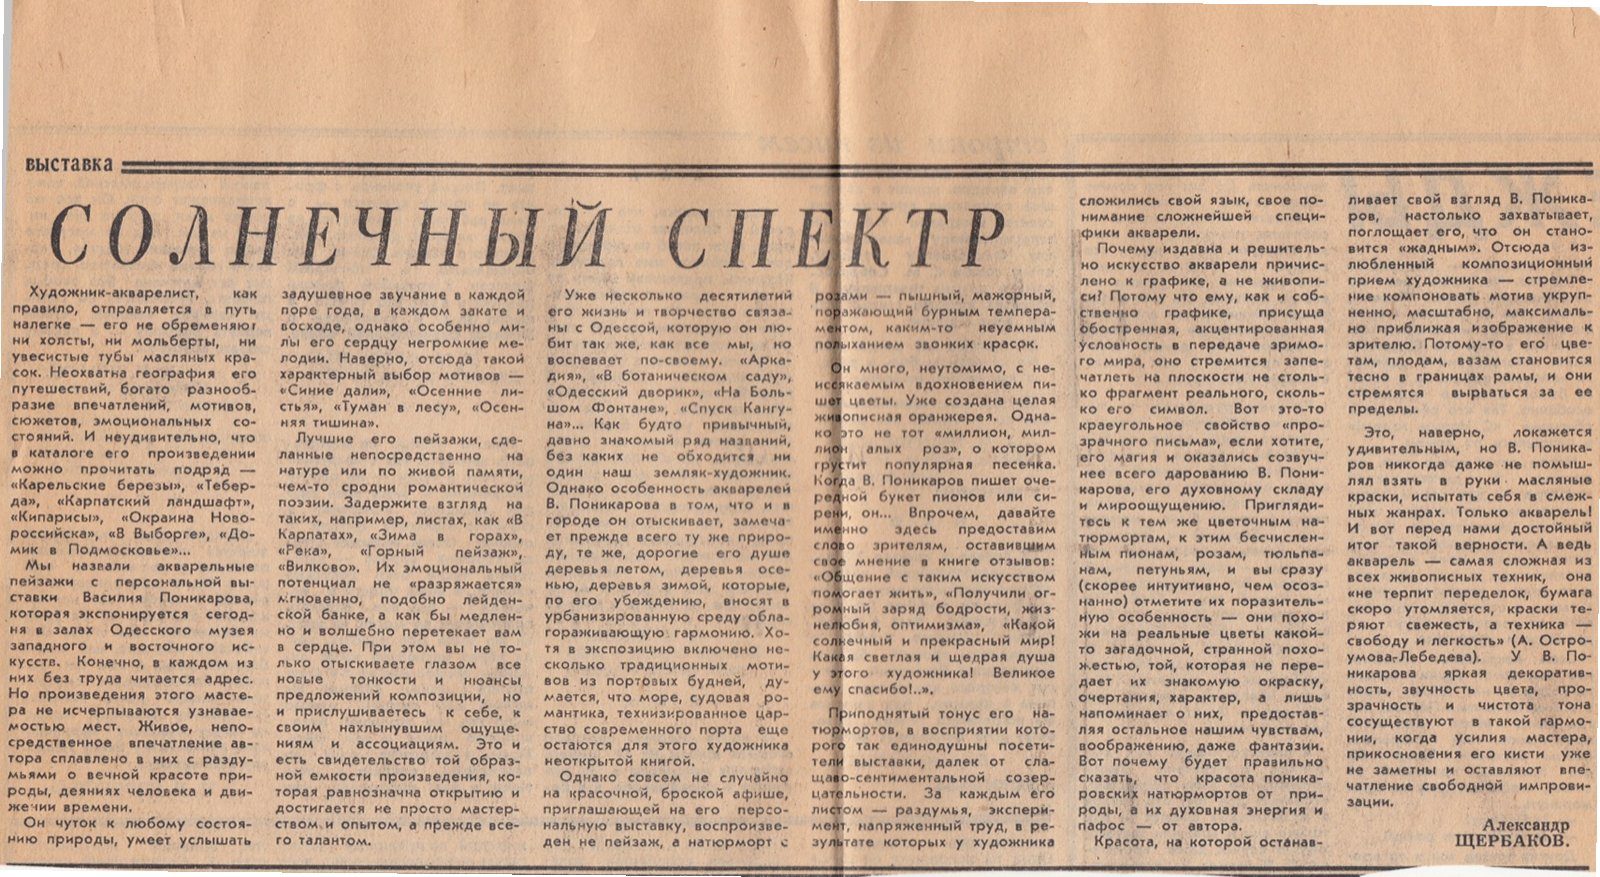 выставка
СОЛНЕЧНЫЙ СПЕКТР
Художник-акварелист, как
правило, отправляется в путь
налегке — его не обременяют
ни холсты, ни мольберты, ни
увесистые тубы масляных кра-
сок. Неохватна география его
путешествий, богато разнооб-
разие впечатлений, мотивов,
сюжетов, эмоциональных со-
стояний. И неудивительно, что
в каталоге его произведении
можно прочитать подряд —
«Карельские березы», «Тебер-
да», «Карпатский ландшафт»,
«Кипарисы», «Окраина Ново-
российска», «В Выборге», «До-
мик в Подмосковье»...
Мы назвали акварельные
пейзажи с персональной вы-
ставки Василия Поникарова,
которая экспонируется сегод-
ня в залах Одесского музея
западного и восточного ис-
кусств. Конечно, в каждом из
них без труда читается адрес.
Но произведения этого масте-
ра не исчерпываются узнавае-
мостью мест. Живое, непо-
средственное впечатление ав-
тора сплавлено в них с разду-
мьями о вечной красоте при-
роды, деяниях человека и дви-
жении времени.
Он чуток к любому состоя-
нию природы, умеет услышать
задушевное звучание в каждой
поре года, в каждом закате и
восходе, однако особенно ми-
лы его сердцу негромкие ме-
лодии. Наверно, отсюда такой
характерный выбор мотивов —
«Синие дали», «Осенние ли-
стья», «Туман в лесу», «Осен-
няя тишина».
Лучшие его пейзажи, сде-
ланные непосредственно на
натуре или по живой памяти,
чем-то сродни романтической
поэзии. Задержите взгляд на
таких, например, листах, как «В
Карпатах», «Зима в горах»,
«Река», «Горный пейзаж»,
«Вилково». Их эмоциональный
потенциал не «разряжается»
мгновенно, подобно лейден-
ской банке, а как бы медлен-
но и волшебно перетекает вам
в сердце. При этом вы не то-
лько отыскиваете глазом все
новые тонкости и нюансы
предложений композиции, но
и прислушиваетесь к себе, к
своим нахлынувшим ощуще-
ниям и ассоциациям. Это и
есть свидетельство той образ-
ной емкости произведения, ко-
торая равнозначна открытию и
достигается не просто мастер-
ством и опытом, а прежде все-
го талантом.
Уже несколько десятилетий
его жизнь и творчество связа-
ны с Одессой, которую он лю-
бит так же, как все мы, но
воспевает по-своему. «Арка-
дия», «В ботаническом саду»,
«Одесский дворик», «На Боль-
шом Фонтане», «Спуск Кангу-
на»... Как будто привычный,
давно знакомый ряд названий,
без каких не обходится ни
один наш земляк-художник.
Однако особенность акварелей
В. Поникарова в том, что и в
городе он отыскивает, замеча-
ет прежде всего ту же приро-
ду, те же, дорогие его душе
деревья летом, деревья осе-
нью, деревья зимой, которые,
по его убеждению, вносят в
урбанизированную среду обла-
гораживающую гармонию. Хо-
тя в экспозицию включено не-
сколько традиционных моти-
вов из портовых будней, ду-
мается, что море, судовая ро-
мантика, технизированное цар-
ство современного порта еще
остаются для этого художника
неоткрытой книгой.
Однако совсем не случайно
на красочной, броской афише,
приглашающей на его персо-
нальную выставку, воспроизве-
ден не пейзаж, а натюрморт с
розами — пышный, мажорный,
поражающий бурным темпера-
ментом, каким-то неуемным
полыханием звонких красок.
Он много, неутомимо, с не-
иссякаемым вдохновением пи-
шет цветы. Уже создана целая
живописная оранжерея. Одна-
ко это не тот «миллион, мил-
лион алых роз», о котором
грустит популярная песенка.
Когда В. Поникаров пишет оче-
редной букет пионов или си-
рени, он... Впрочем, давайте
именно здесь предоставим
слово зрителям, оставившим
свое мнение в книге отзывов:
«Общение с таким искусством
помогает жить», «Получили ог-
ромный заряд бодрости, жиз-
нелюбия, оптимизма», «Какой
солнечный и прекрасный мир!
Какая светлая и щедрая душа
у этого художника! Великое
ему спасибо!..».
Приподнятый тонус его на-
тюрмортов, в восприятии кото-
рого так единодушны посети-
тели выставки, далек от сла-
щаво-сентиментальной созер-
цательности. За каждым его
листом — раздумья, экспери-
мент, напряженный труд, в ре-
зультате которых у художника
сложились свой язык, свое по-
нимание сложнейшей специ-
фики акварели.
Почему издавна и решитель-
но искусство акварели причис-
лено к графике, а не живопи-
си? Потому что ему, как и соб-
ственно графике, присуща
обостренная, акцентированная
условность в передаче зримо-
го мира, оно стремится запе-
чатлеть на плоскости не столь-
ко фрагмент реального, сколь-
ко его символ. Вот это-то
краеугольное свойство «про-
зрачного письма», если хотите,
его магия и оказались созвуч-
нее всего дарованию В. Пони-
карова, его духовному складу
и мироощущению. Пригляди-
тесь к тем же цветочным на-
тюрмортам, к этим бесчислен-
ным пионам, розам, тюльпа-
нам, петуньям, и вы сразу
(скорее интуитивно, чем осоз-
нанно) отметите их поразитель-
ную особенность — они похо-
жи на реальные цветы какой-
то загадочной, странной похо-
жестью, той, которая не пере-
дает их знакомую окраску,
очертания, характер, а лишь
напоминает о них, предостав-
ляя остальное нашим чувствам,
воображению, даже фантазии.
Вот почему будет правильно
сказать, что красота поника-
ровских натюрмортов от при-
роды, а их духовная энергия и
пафос — от автора.
Красота, на которой останав-
ливает свой взгляд В. Поника-
ров, настолько захватывает,
поглощает его, что он стано-
вится «жадным». Отсюда из-
любленный композиционный
прием художника — стремле-
ние компоновать мотив укруп-
ненно, масштабно, максималь-
но приближая изображение к
зрителю. Потому-то его цве-
там, плодам, вазам становится
тесно в границах рамы, и они
стремятся вырваться за ее
пределы.
Это, наверно, покажется
удивительным, но В. Поника-
ров никогда даже не помыш-
лял взять в руки масляные
краски, испытать себя в смеж-
ных жанрах. Только акварель!
И вот перед нами достойный
итог такой верности. А ведь
акварель — самая сложная из
всех живописных техник, она
«не терпит переделок, бумага
скоро утомляется, краски те-
ряют свежесть, а техника —
свободу и легкость» (А. Остро-
умова-Лебедева). У В. По-
никарова яркая декоратив-
ность, звучность цвета, про-
зрачность и чистота тона
сосуществуют в такой гармо-
нии, когда усилия мастера,
прикосновения его кисти уже
не заметны и оставляют впе-
чатление свободной импрови-
зации.
Александр
ЩЕРБАКОВ.